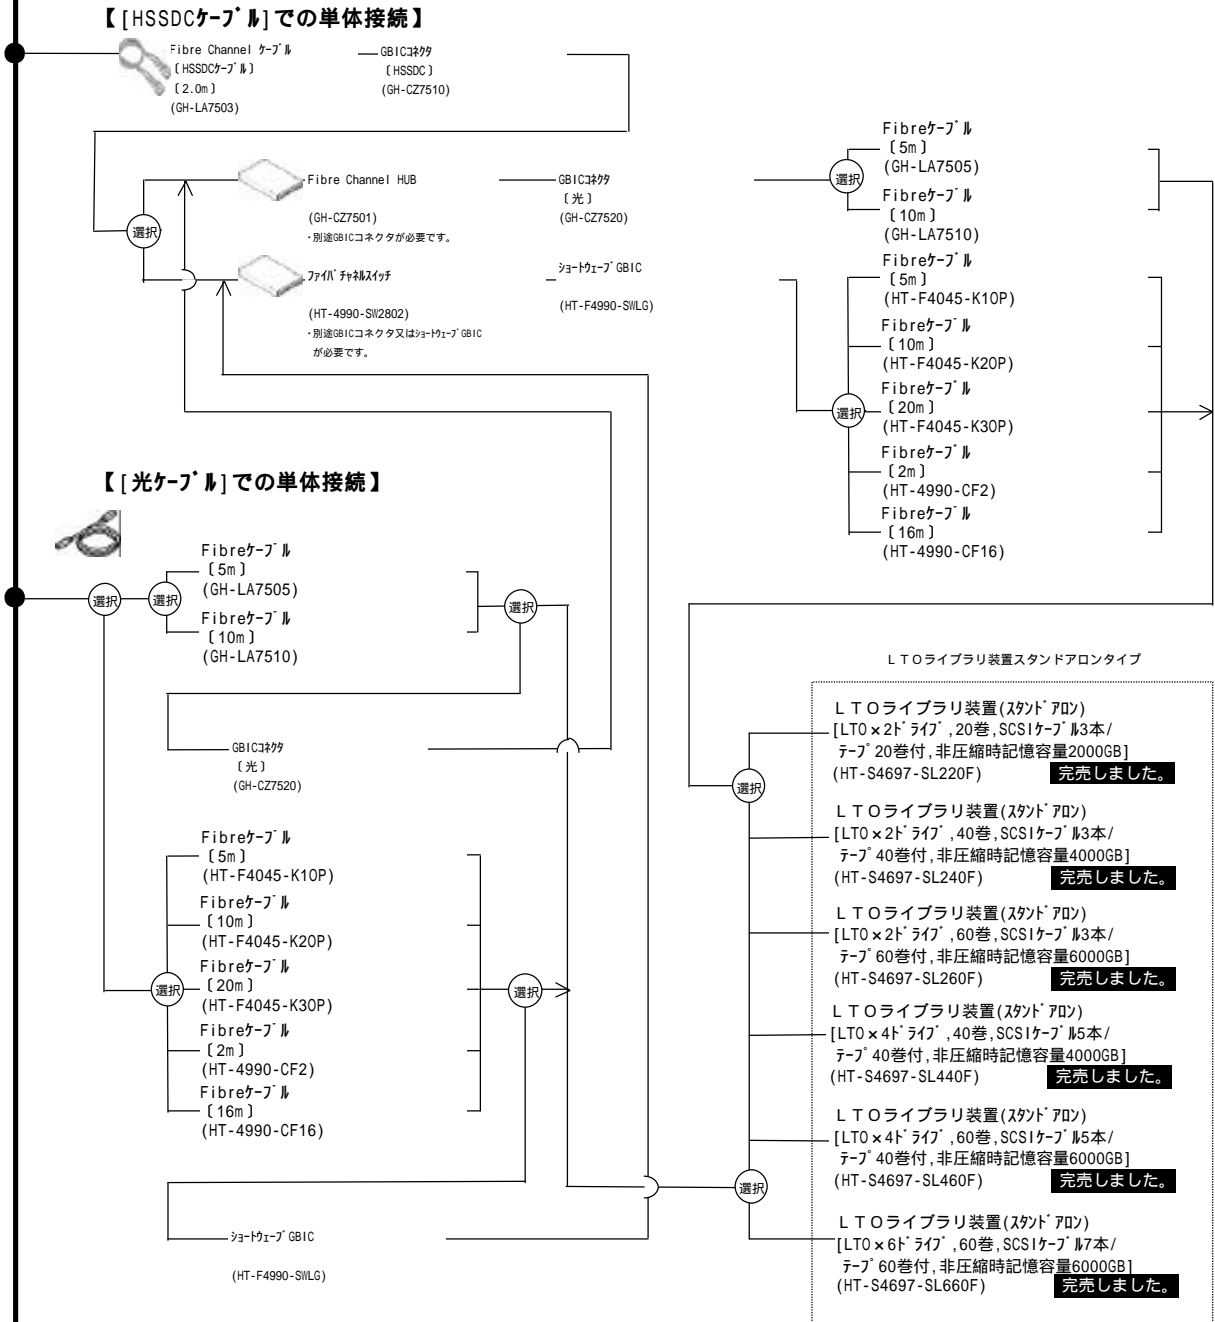 【[HSSDCｹｰﾌﾞﾙ]での単体接続】
Fibre Channel ｹｰﾌﾞﾙ
〔HSSDCｹｰﾌﾞﾙ〕
〔2.0m〕
(GH-LA7503)
GBICｺﾈｸﾀ
〔HSSDC〕
(GH-CZ7510)
選択
Fibre Channel HUB
(GH-CZ7501)
・別途GBICコネクタが必要です。
GBICｺﾈｸﾀ
〔光〕
(GH-CZ7520)
ﾌｧｲﾊﾞﾁｬﾈﾙｽｲｯﾁ
(HT-4990-SW2802)
・別途GBICコネクタ又はｼｮｰﾄｳｪｰﾌﾞGBIC
が必要です。
ｼｮｰﾄｳｪｰﾌﾞGBIC
(HT-F4990-SWLG)
選択
Fibreｹｰﾌﾞﾙ
〔5m〕
(GH-LA7505)
Fibreｹｰﾌﾞﾙ
〔10m〕
(GH-LA7510)
選択
Fibreｹｰﾌﾞﾙ
〔5m〕
(HT-F4045-K10P)
Fibreｹｰﾌﾞﾙ
〔10m〕
(HT-F4045-K20P)
Fibreｹｰﾌﾞﾙ
〔20m〕
(HT-F4045-K30P)
Fibreｹｰﾌﾞﾙ
〔2m〕
(HT-4990-CF2)
Fibreｹｰﾌﾞﾙ
〔16m〕
(HT-4990-CF16)
【[光ｹｰﾌﾞﾙ]での単体接続】
選択
選択
Fibreｹｰﾌﾞﾙ
〔5m〕
(GH-LA7505)
Fibreｹｰﾌﾞﾙ
〔10m〕
(GH-LA7510)
選択
GBICｺﾈｸﾀ
〔光〕
(GH-CZ7520)
選択
Fibreｹｰﾌﾞﾙ
〔5m〕
(HT-F4045-K10P)
Fibreｹｰﾌﾞﾙ
〔10m〕
(HT-F4045-K20P)
Fibreｹｰﾌﾞﾙ
〔20m〕
(HT-F4045-K30P)
Fibreｹｰﾌﾞﾙ
〔2m〕
(HT-4990-CF2)
Fibreｹｰﾌﾞﾙ
〔16m〕
(HT-4990-CF16)
選択
ｼｮｰﾄｳｪｰﾌﾞGBIC
(HT-F4990-SWLG)
ＬＴＯライブラリ装置スタンドアロンタイプ
選択
選択
ＬＴＯライブラリ装置(ｽﾀﾝﾄﾞｱﾛﾝ)
[LTO×2ﾄﾞﾗｲﾌﾞ,20巻,SCSIｹｰﾌﾞﾙ3本/
ﾃｰﾌﾟ20巻付,非圧縮時記憶容量2000GB]
(HT-S4697-SL220F) 完売しました。
ＬＴＯライブラリ装置(ｽﾀﾝﾄﾞｱﾛﾝ)
[LTO×2ﾄﾞﾗｲﾌﾞ,40巻,SCSIｹｰﾌﾞﾙ3本/
ﾃｰﾌﾟ40巻付,非圧縮時記憶容量4000GB]
(HT-S4697-SL240F) 完売しました。
ＬＴＯライブラリ装置(ｽﾀﾝﾄﾞｱﾛﾝ)
[LTO×2ﾄﾞﾗｲﾌﾞ,60巻,SCSIｹｰﾌﾞﾙ3本/
ﾃｰﾌﾟ60巻付,非圧縮時記憶容量6000GB]
(HT-S4697-SL260F) 完売しました。
ＬＴＯライブラリ装置(ｽﾀﾝﾄﾞｱﾛﾝ)
[LTO×4ﾄﾞﾗｲﾌﾞ,40巻,SCSIｹｰﾌﾞﾙ5本/
ﾃｰﾌﾟ40巻付,非圧縮時記憶容量4000GB]
(HT-S4697-SL440F) 完売しました。
ＬＴＯライブラリ装置(ｽﾀﾝﾄﾞｱﾛﾝ)
[LTO×4ﾄﾞﾗｲﾌﾞ,60巻,SCSIｹｰﾌﾞﾙ5本/
ﾃｰﾌﾟ40巻付,非圧縮時記憶容量6000GB]
(HT-S4697-SL460F) 完売しました。
ＬＴＯライブラリ装置(ｽﾀﾝﾄﾞｱﾛﾝ)
[LTO×6ﾄﾞﾗｲﾌﾞ,60巻,SCSIｹｰﾌﾞﾙ7本/
ﾃｰﾌﾟ60巻付,非圧縮時記憶容量6000GB]
(HT-S4697-SL660F) 完売しました。